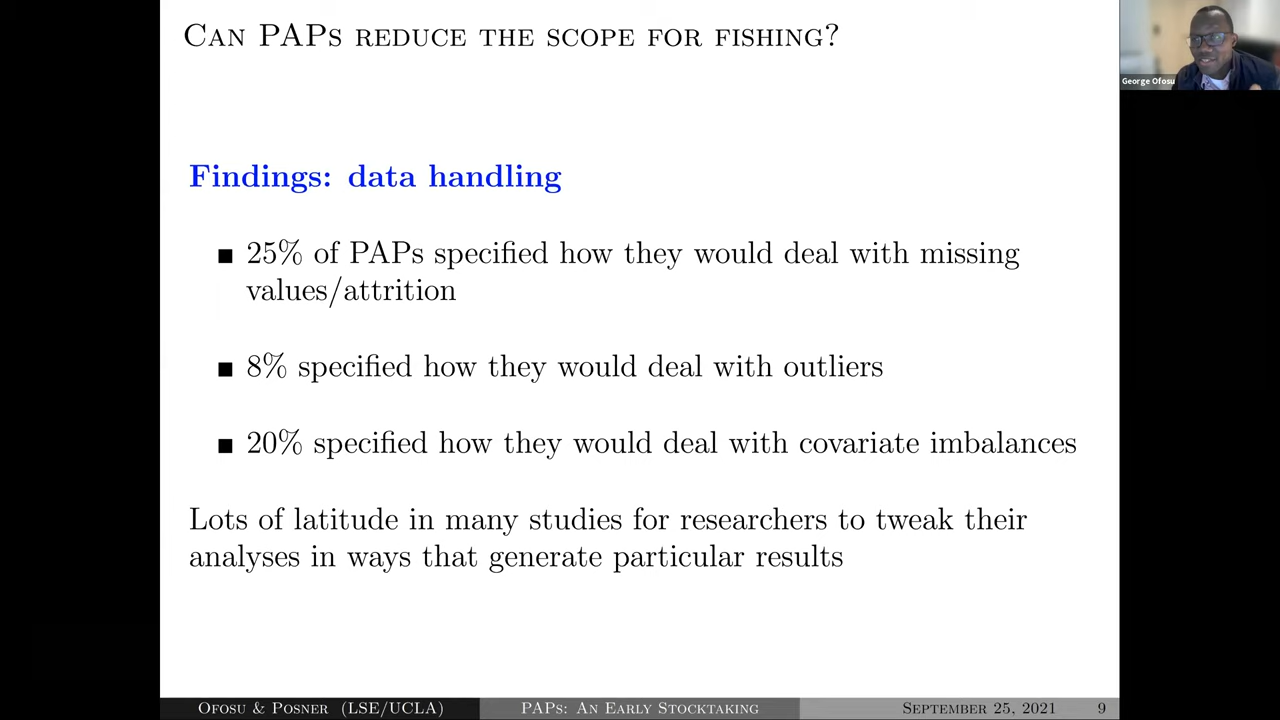 CAN PAPS REDUCE THE SCOPE FOR FISHING?
George Ofosu
Findings: data handling
■ 25% of PAPs specified how they would deal with missing
values/attrition
■ 8% specified how they would deal with outliers
■ 20% specified how they would deal with covariate imbalances
Lots of latitude in many studies for researchers to tweak their
analyses in ways that generate particular results
OFOSU & POSNER (LSE/UCLA)
PAPS: AN EARLY STOCKTAKING
SEPTEMBER 25, 2021
9